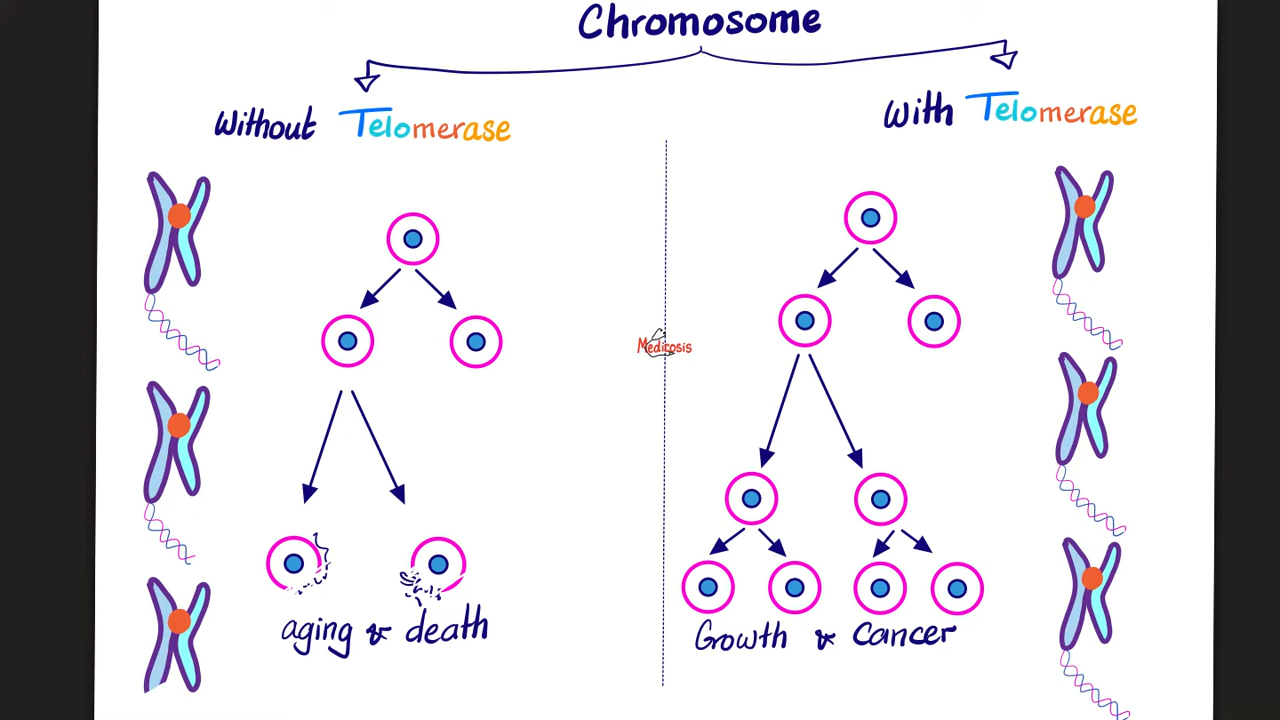 Chromosome
Without Telomerase
With Telomerase
Medicosis
aging & death
Growth & cancer